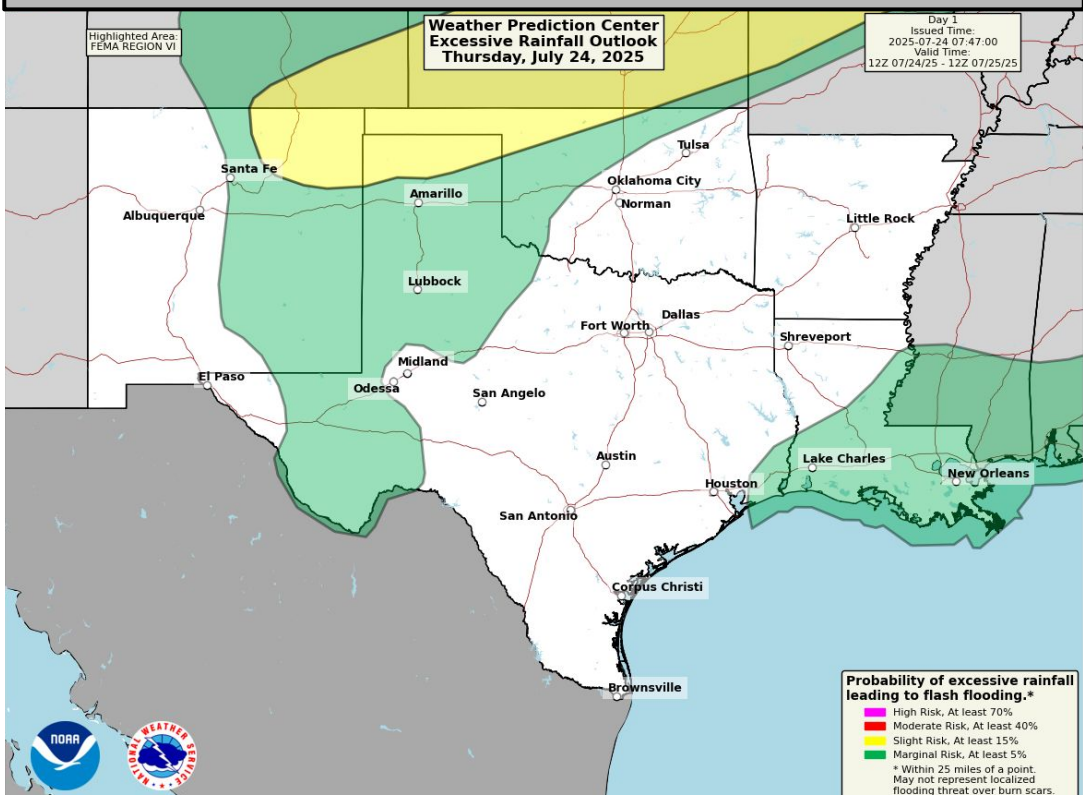 Highlighted Area:
FEMA REGION VI
Weather Prediction Center
Excessive Rainfall Outlook
Thursday, July 24, 2025
Day 1
Issued Time:
2025-07-24 07:47:00
Valid Time:
12Z 07/24/25 - 12Z 07/25/25
Tulsa
Santa Fe
Oklahoma City
Amarillo
Norman
Albuquerque
Little Rock
Lubbock
Dallas
Fort Worth
Shreveport
Midland
El Paso
Odessa
San Angelo
Austin
Lake Charles
New Orleans
Houston
San Antonio
Corpus Christi
Brownsville
Probability of excessive rainfall
leading to flash flooding.*
High Risk, At least 70%
Moderate Risk, At least 40%
Slight Risk, At least 15%
Marginal Risk, At least 5%
* Within 25 miles of a point.
May not represent localized
flooding threat over burn scars.
NOAA
NATIONAL WEATHER SERVICE